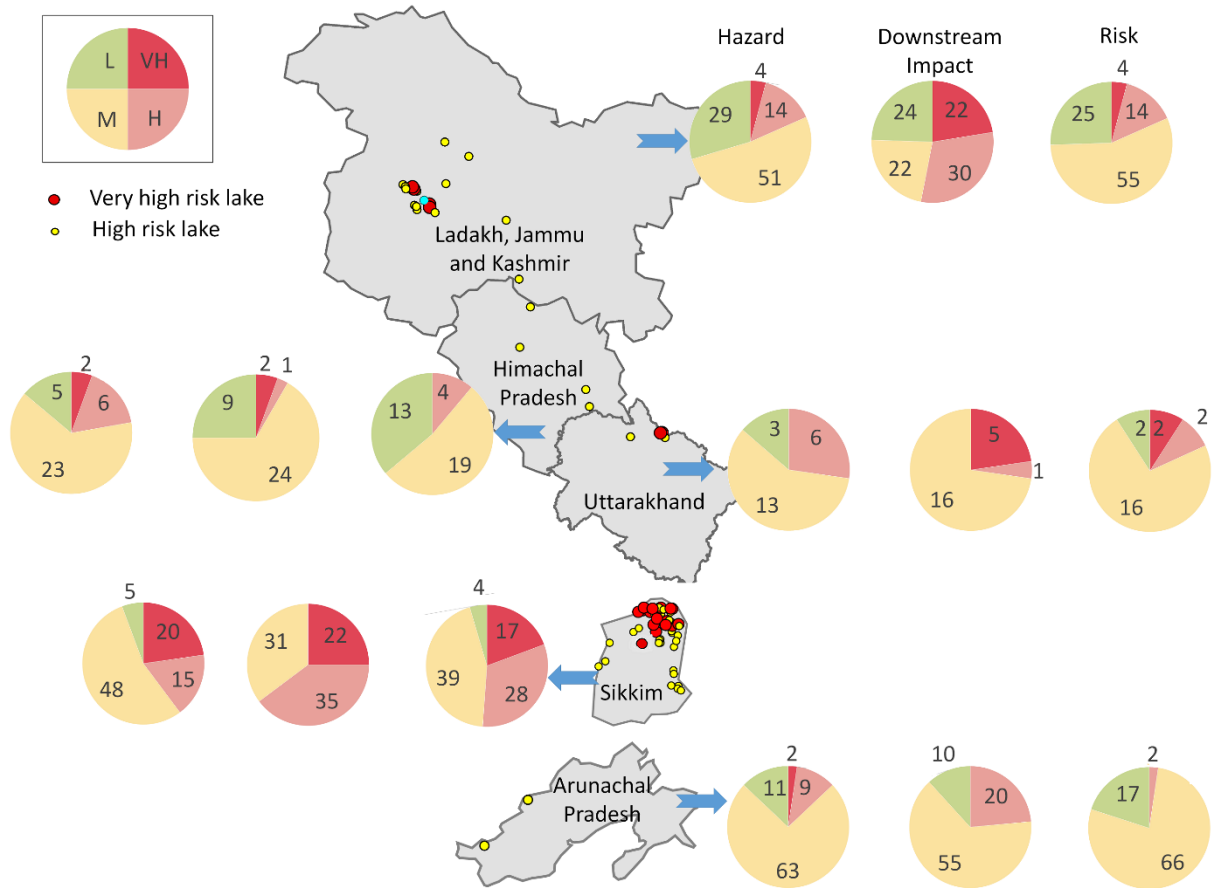 L VH
M H
Very high risk lake
High risk lake
Hazard
Downstream
Impact
Risk
4
29 14
51
24 22
22 30
4
25 14
55
Ladakh, Jammu
and Kashmir
Himachal
Pradesh
2
5 6
23
2 1
9
24
13 4
19
Uttarakhand
3 6
13
5
16 1
2 2 2
16
5
20
48 15
31 22
35
4
17
39 28
Sikkim
Arunachal
Pradesh
2
11 9
63
10
20
55
2
17
66